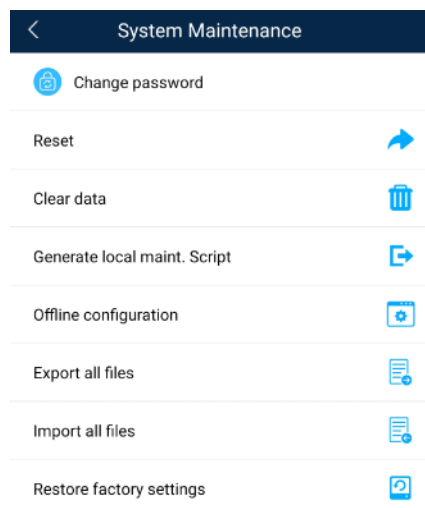 System Maintenance
Change password
Reset
Clear data
Generate local maint. Script
Offline configuration
Export all files
Import all files
Restore factory settings